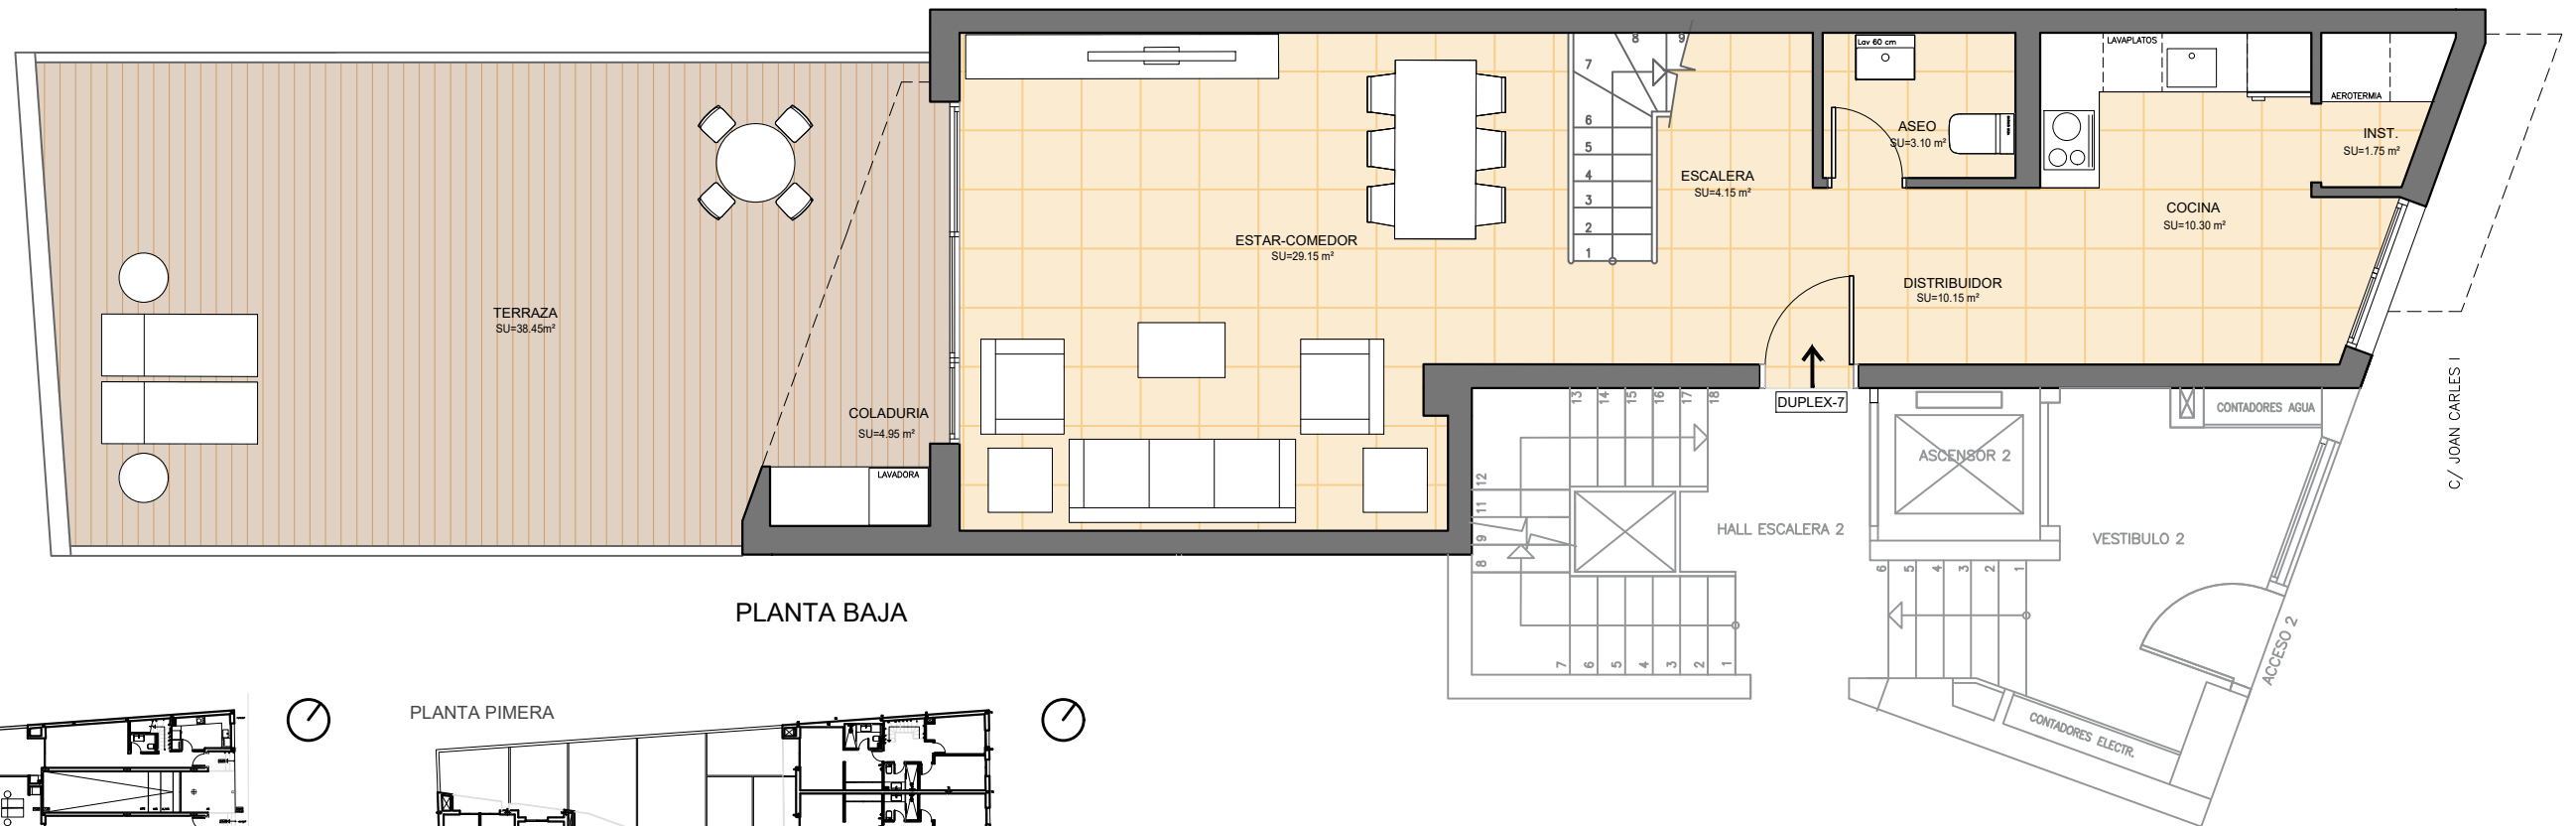 Lav 60 cm
LAVAPLATOS
AEROTERMIA
8
9
7
6
5
4
3
2
1
ASEO
SU=3.10 m²
INST.
SU=1.75 m²
ESCALERA
SU=4.15 m²
COCINA
SU=10.30 m²
ESTAR-COMEDOR
SU=29.15 m²
DISTRIBUIDOR
SU=10.15 m²
TERRAZA
SU=38.45m²
COLADURIA
SU=4.95 m²
LAVADORA
DUPLEX-7
C/ JOAN CARLES I
13
14
15
16
17
18
CONTADORES AGUA
ASCENSOR 2
12
11
9
8
HALL ESCALERA 2
VESTIBULO 2
6
5
4
3
2
1
7
6
5
4
3
2
1
ACCESO 2
CONTADORES ELECTR.
PLANTA BAJA
PLANTA PIMERA